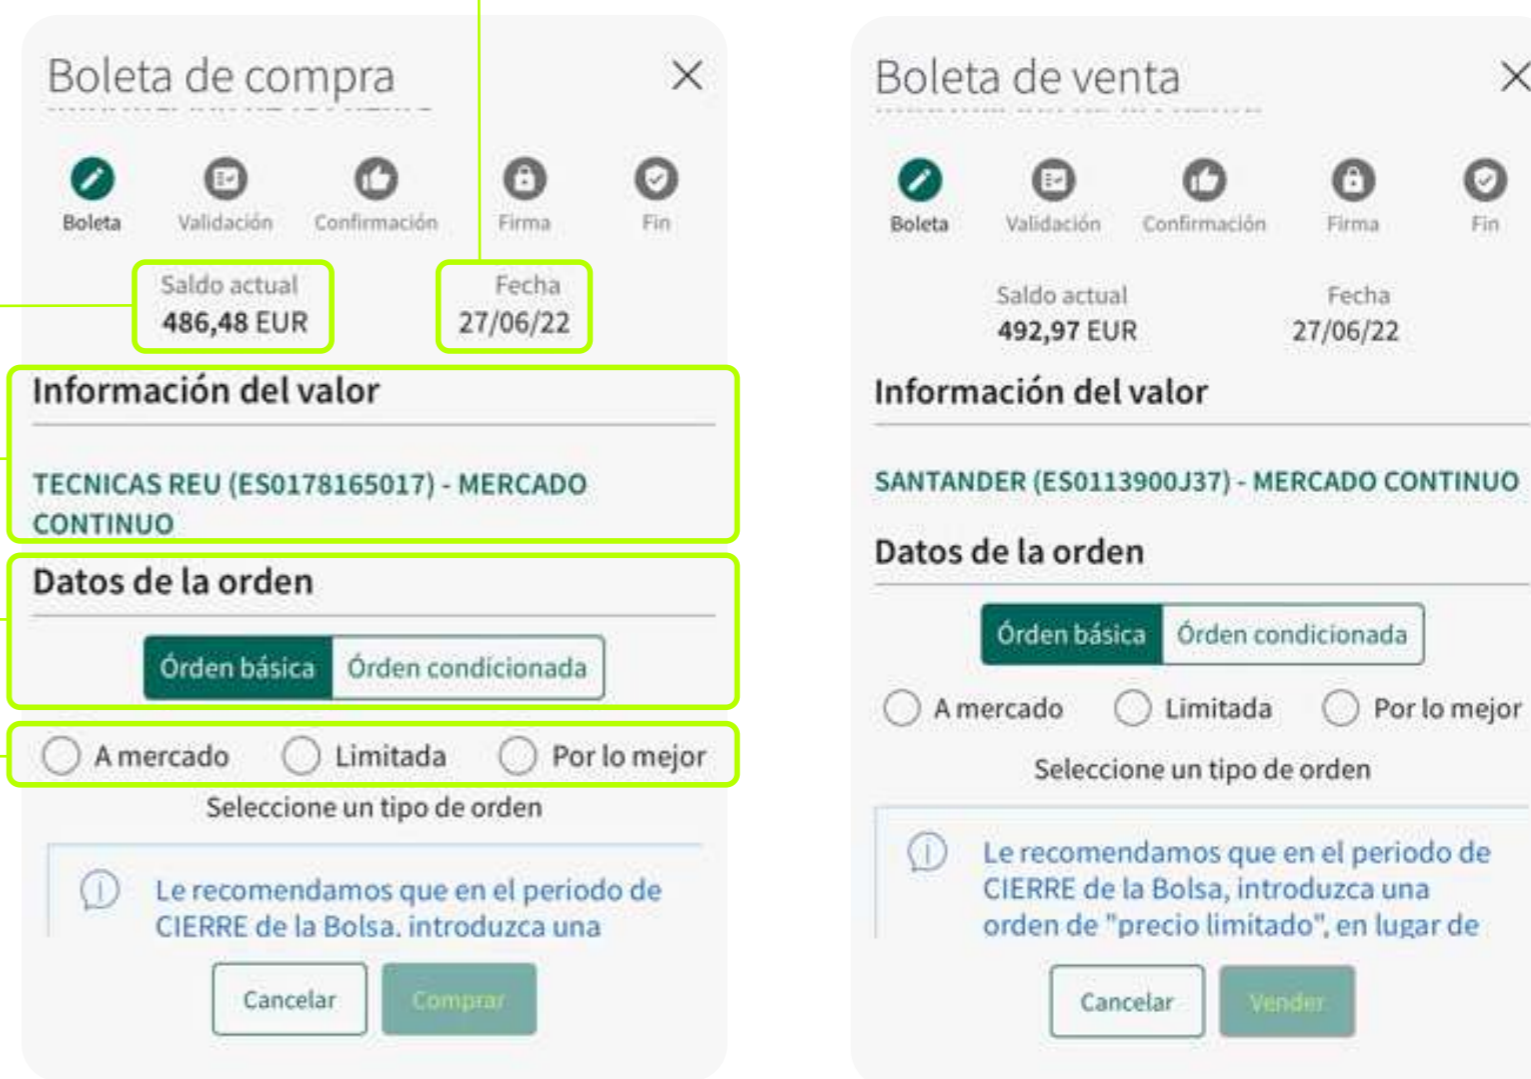 Boleta de compra
Boleta
Validación
Confirmación
Firma
Fin
Saldo actual
Fecha
486,48 EUR
27/06/22
Información del valor
TECNICAS REU (ES0178165017) - MERCADO
CONTINUO
Datos de la orden
Órden básica
Órden condicionada
A mercado
Limitada
Por lo mejor
Seleccione un tipo de orden
Le recomendamos que en el periodo de
CIERRE de la Bolsa, introduzca una
Cancelar
Comprar
Boleta de venta
Boleta
Validación
Confirmación
Firma
Fin
Saldo actual
Fecha
492,97 EUR
27/06/22
Información del valor
SANTANDER (ES0113900J37) - MERCADO CONTINUO
Datos de la orden
Órden básica
Órden condicionada
A mercado
Limitada
Por lo mejor
Seleccione un tipo de orden
Le recomendamos que en el periodo de
CIERRE de la Bolsa, introduzca una
orden de "precio limitado", en lugar de
Cancelar
Vender